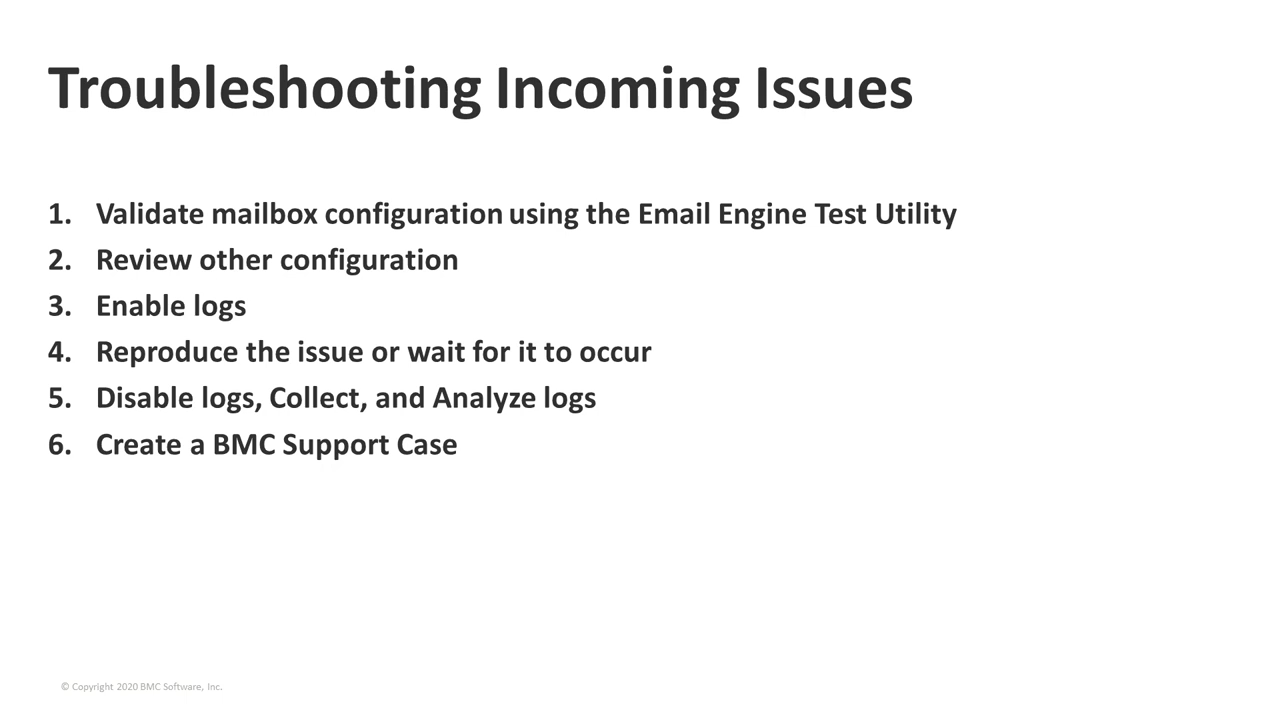 Troubleshooting Incoming Issues
1. Validate mailbox configuration using the Email Engine Test Utility
2. Review other configuration
3. Enable logs
4. Reproduce the issue or wait for it to occur
5. Disable logs, Collect, and Analyze logs
6. Create a BMC Support Case
© Copyright 2020 BMC Software, Inc.